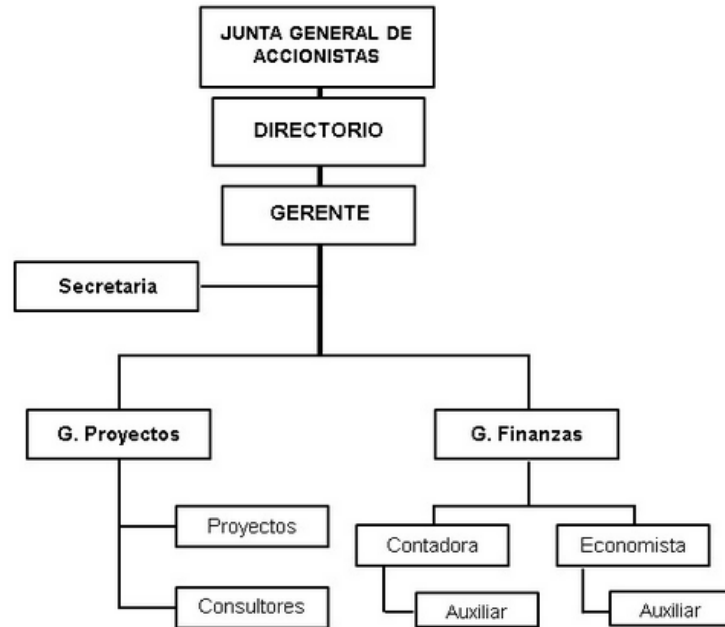 JUNTA GENERAL DE
ACCIONISTAS
DIRECTORIO
GERENTE
Secretaria
G. Proyectos
G. Finanzas
Proyectos
Contadora
Economista
Consultores
Auxiliar
Auxiliar